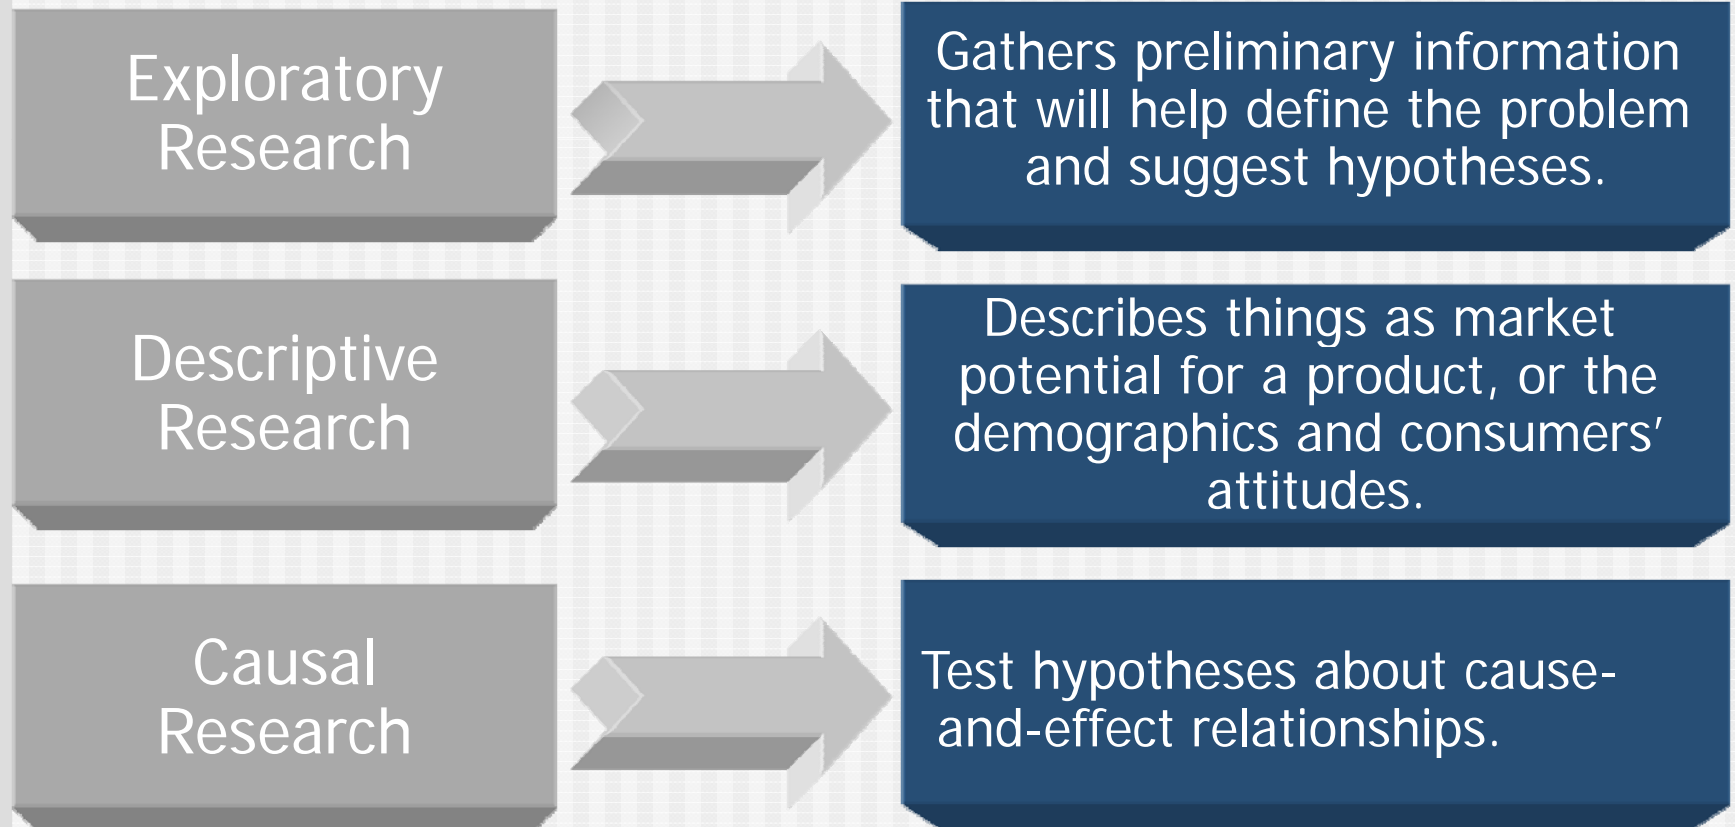 Exploratory
Research
Gathers preliminary information
that will help define the problem
and suggest hypotheses.
Descriptive
Research
Describes things as market
potential for a product, or the
demographics and consumers’
attitudes.
Causal
Research
Test hypotheses about cause-
and-effect relationships.